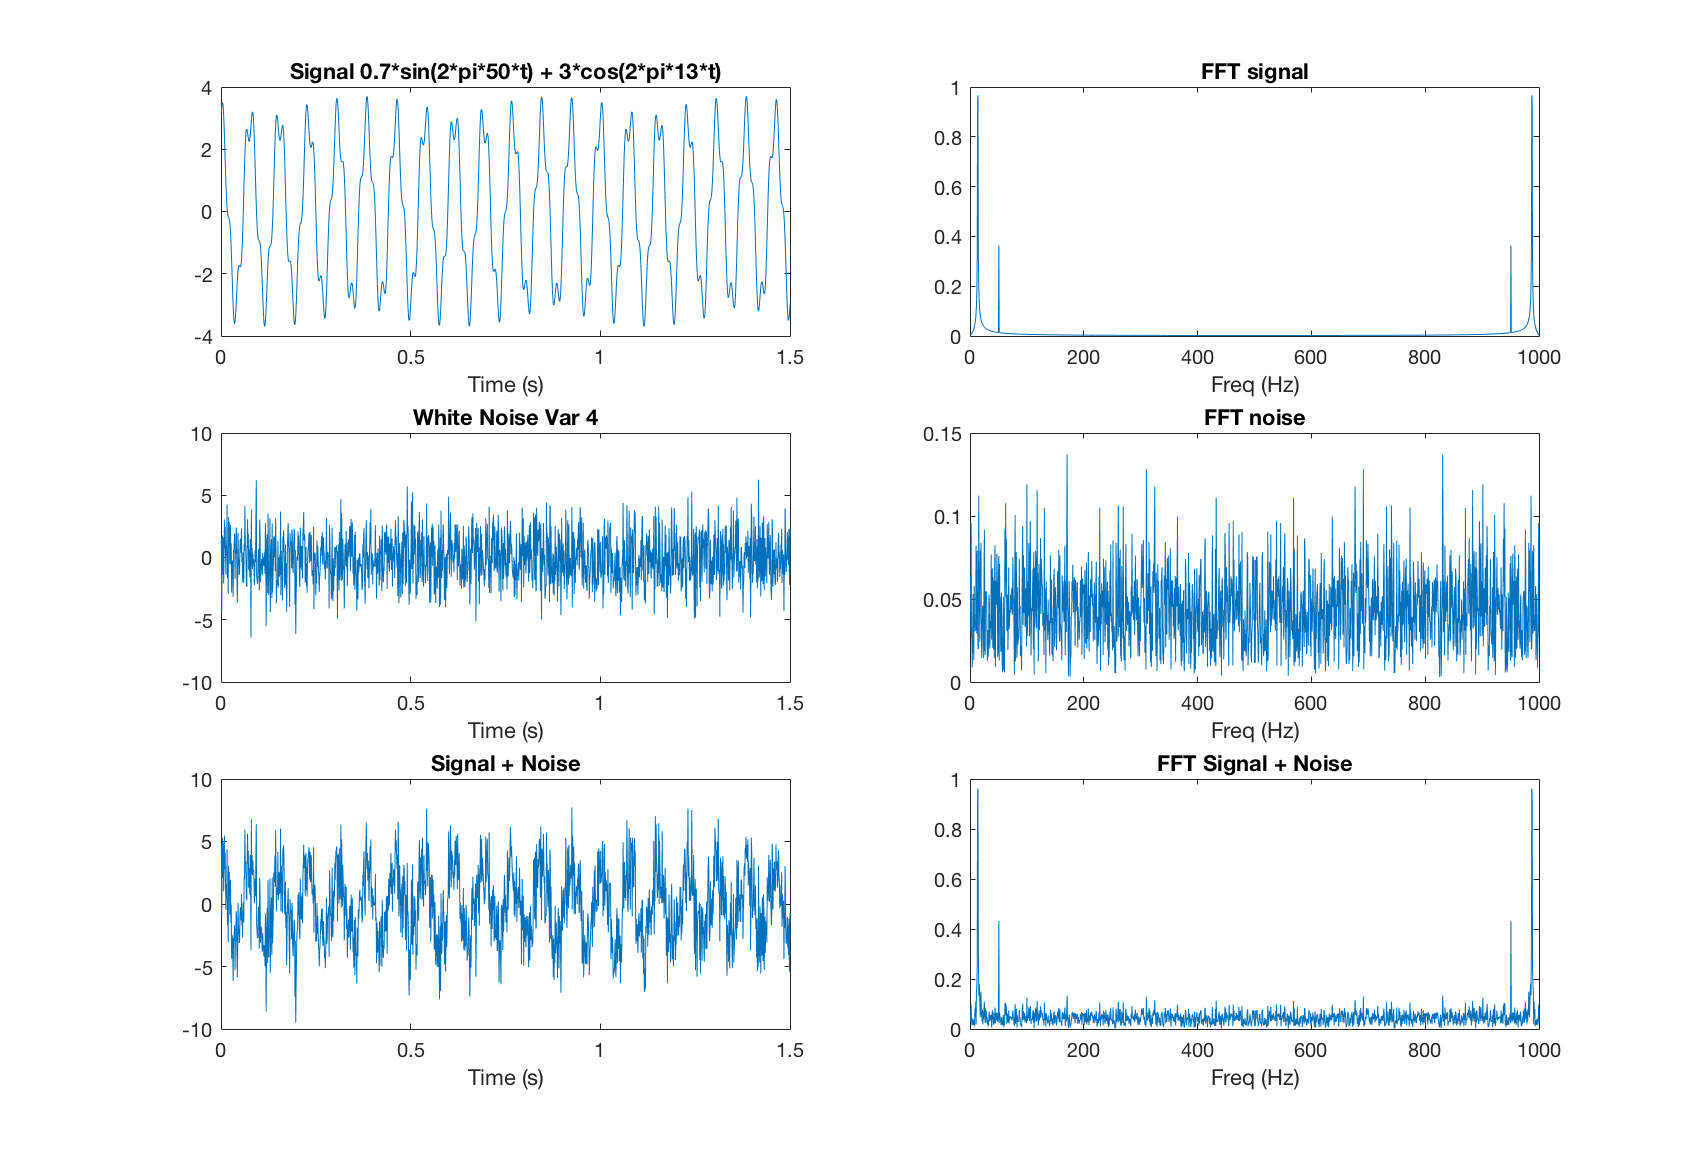 Signal 0.7*sin(2*pi*50*t) + 3*cos(2*pi*13*t)
4
2
0
-2
-4
0 0.5 1 1.5
Time (s)
FFT signal
1
0.8
0.6
0.4
0.2
0
0 200 400 600 800 1000
Freq (Hz)
White Noise Var 4
10
5
0
-5
-10
0 0.5 1 1.5
Time (s)
FFT noise
0.15
0.1
0.05
0
0 200 400 600 800 1000
Freq (Hz)
Signal + Noise
10
5
0
-5
-10
0 0.5 1 1.5
Time (s)
FFT Signal + Noise
1
0.8
0.6
0.4
0.2
0
0 200 400 600 800 1000
Freq (Hz)